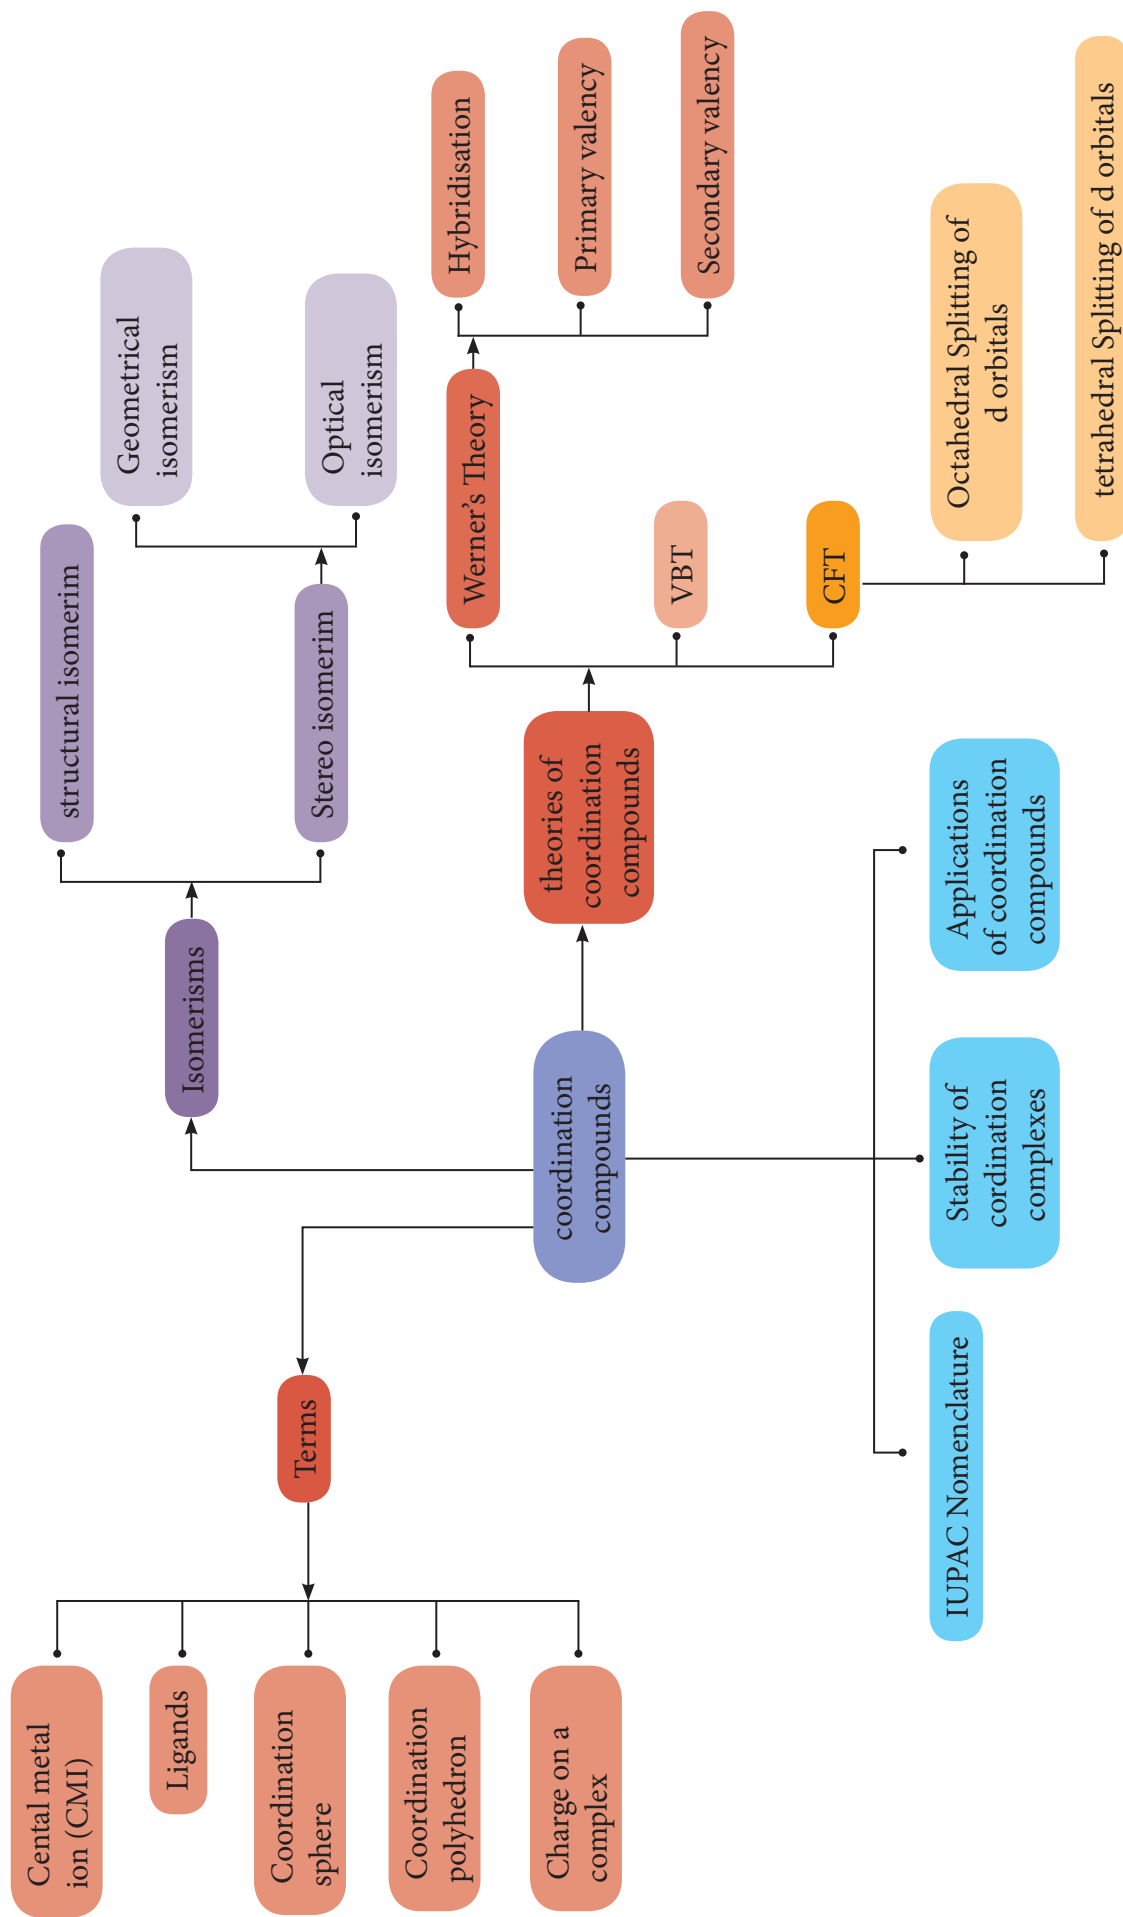 Cental metal
ion (CMI)
Ligands
Coordination
sphere
Coordination
polyhedron
Charge on a
complex
Terms
Isomerisms
structural isomerim
Stereo isomerim
Geometrical
isomerism
Optical
isomerism
coordination
compounds
theories of
coordination
compounds
Werner's Theory
Hybridisation
Primary valency
Secondary valency
VBT
CFT
Octahedral Splitting of
d orbitals
tetrahedral Splitting of d orbitals
IUPAC Nomenclature
Stability of
cordination
complexes
Applications
of coordination
compounds